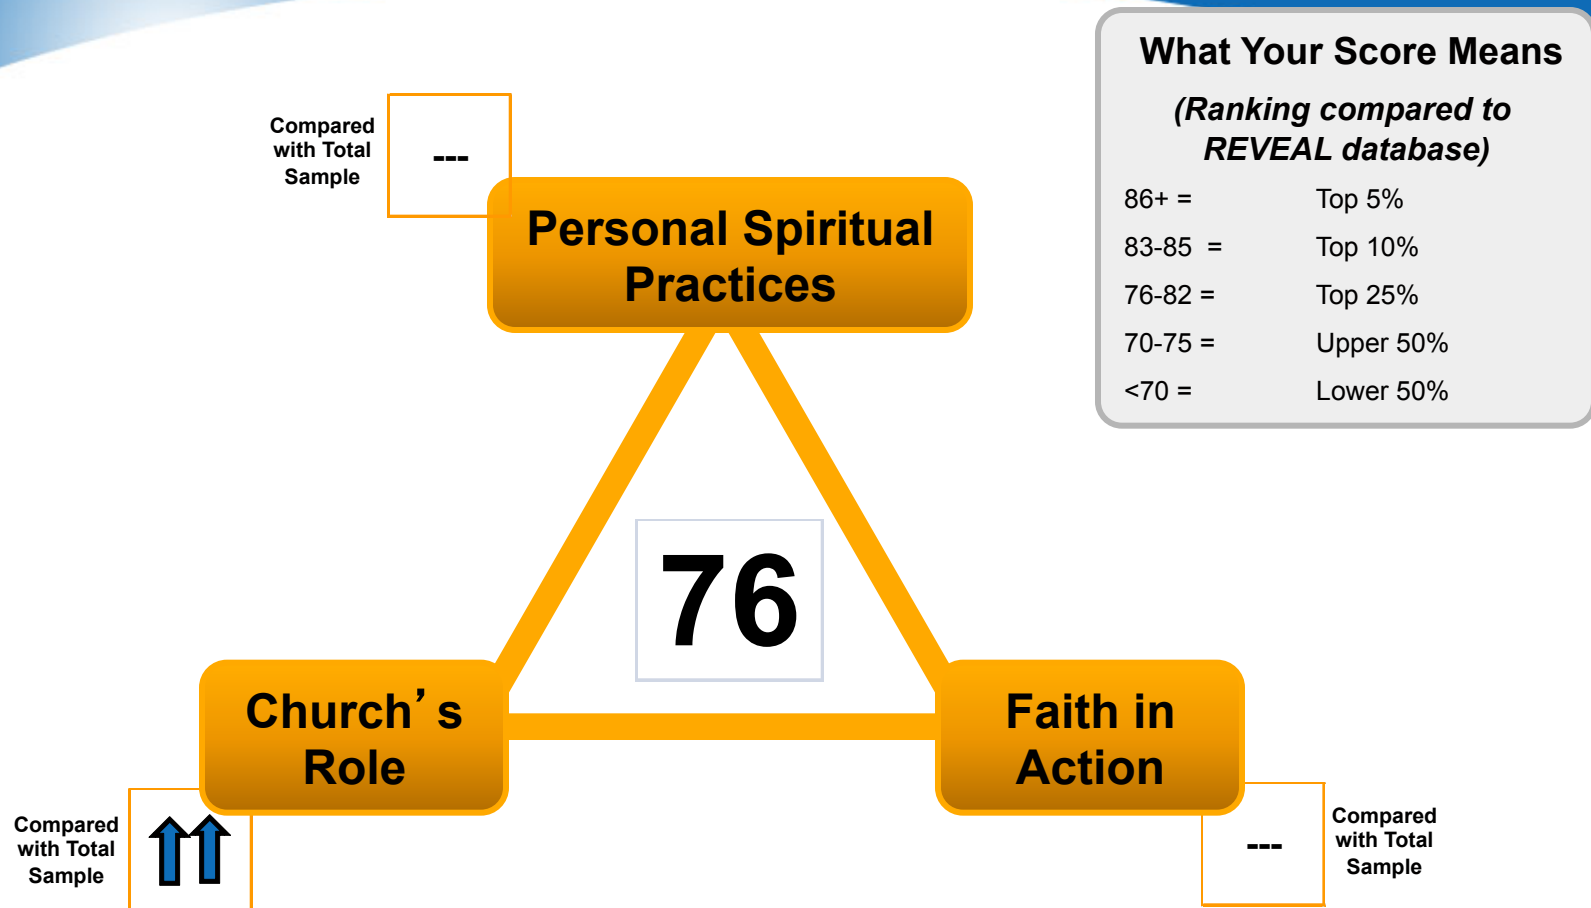 What Your Score Means
(Ranking compared to
REVEAL database)
86+ = Top 5%
83-85 = Top 10%
76-82 = Top 25%
70-75 = Upper 50%
<70 = Lower 50%
Compared
with Total
Sample
---
Personal Spiritual
Practices
76
Church's
Role
Faith in
Action
Compared
with Total
Sample
---
Compared
with Total
Sample